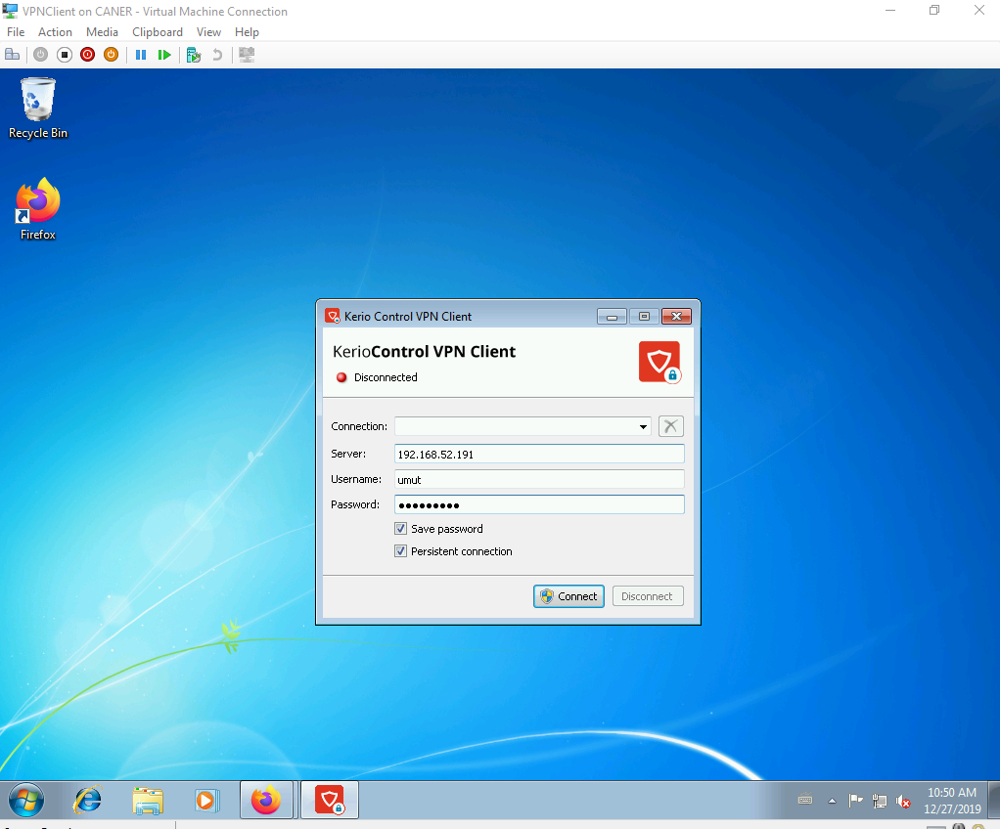 VPNClient on CANER - Virtual Machine Connection
File Action Media Clipboard View Help
Recycle Bin
Firefox
Kerio Control VPN Client
KerioControl VPN Client
Disconnected
Connection:
Server: 192.168.52.191
Username: umut
Password: ●●●●●●●●●
Save password
Persistent connection
Connect Disconnect
10:50 AM
12/27/2019